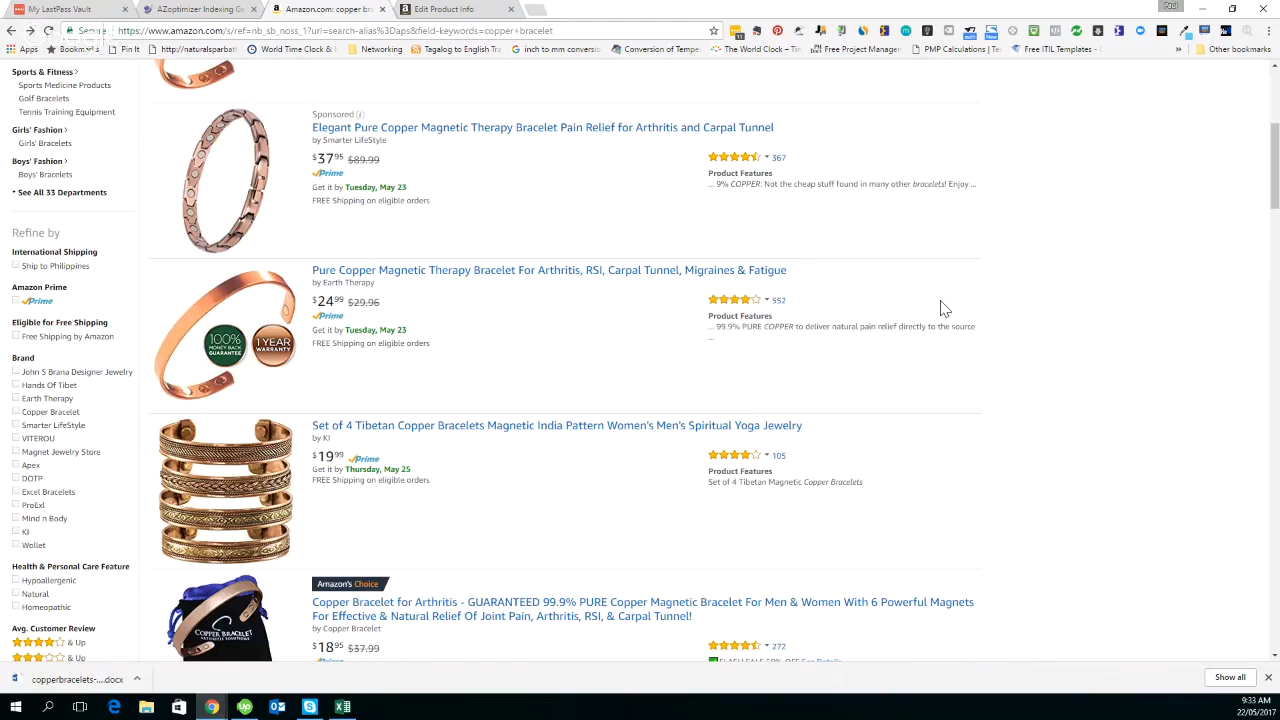 My LastPass Vault
AZoptimizer Indexing Ge
Amazon.com: copper bra
Edit Product Info
Paul
Secure
https://www.amazon.com/s/ref=nb_sb_noss_1?url=search-alias%3Daps&field-keywords=copper+bracelet
Apps
Bookmarks
Pin It
http://naturalsparbat
World Time Clock &
Networking
Tagalog to English Tra
inch to mm conversio
Conversion of Temper
The World Clock – Tim
Free Project Manager
PMP Calculations | Fe
Free ITIL Templates -
Other bookmarks
Sports & Fitness
Sports Medicine Products
Golf Bracelets
Tennis Training Equipment
Girls' Fashion
Girls' Bracelets
Boys' Fashion
Boys' Bracelets
+ See All 33 Departments
Refine by
International Shipping
Ship to Philippines
Amazon Prime
Prime
Eligible for Free Shipping
Free Shipping by Amazon
Brand
John S Brana Designer Jewelry
Hands Of Tibet
Earth Therapy
Copper Bracelet
Smarter LifeStyle
VITEROU
Magnet Jewelry Store
Apex
DOTP
Excel Bracelets
ProExl
Mind n Body
KI
Wollet
Health & Personal Care Feature
Hypoallergenic
Natural
Homeopathic
Avg. Customer Review
& Up
& Up
Sponsored
Elegant Pure Copper Magnetic Therapy Bracelet Pain Relief for Arthritis and Carpal Tunnel
by Smarter LifeStyle
$37 95 $89.99
Prime
Get it by Tuesday, May 23
FREE Shipping on eligible orders
367
Product Features
... 9% COPPER: Not the cheap stuff found in many other bracelets! Enjoy ...
Pure Copper Magnetic Therapy Bracelet For Arthritis, RSI, Carpal Tunnel, Migraines & Fatigue
by Earth Therapy
$24 99 $29.96
Prime
Get it by Tuesday, May 23
FREE Shipping on eligible orders
552
Product Features
... 99.9% PURE COPPER to deliver natural pain relief directly to the source
...
100%
MONEY BACK
GUARANTEE
1 YEAR
WARRANTY
Set of 4 Tibetan Copper Bracelets Magnetic India Pattern Women's Men's Spiritual Yoga Jewelry
by KI
$19 99 Prime
Get it by Thursday, May 25
FREE Shipping on eligible orders
105
Product Features
Set of 4 Tibetan Magnetic Copper Bracelets
Amazon's Choice
Copper Bracelet for Arthritis - GUARANTEED 99.9% PURE Copper Magnetic Bracelet For Men & Women With 6 Powerful Magnets
For Effective & Natural Relief Of Joint Pain, Arthritis, RSI, & Carpal Tunnel!
by Copper Bracelet
$18 95 $37.99
272
COPPER BRACELET
copperbracelets-....docx
Show all
9:33 AM
22/05/2017